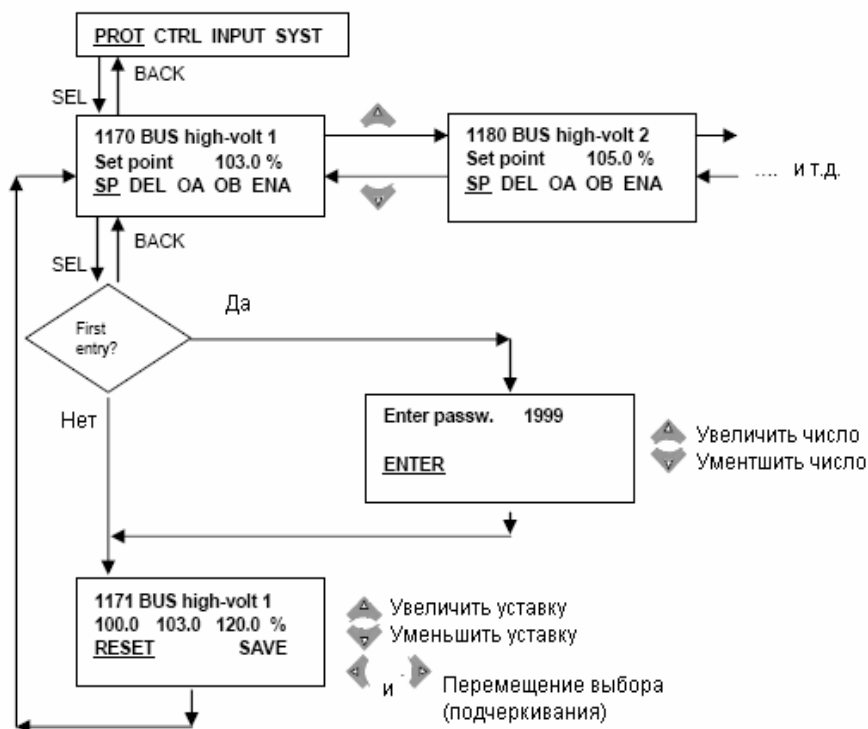 PROT CTRL INPUT SYST
SEL
BACK
1170 BUS high-volt 1
Set point 103.0 %
SP DEL OA OB ENA
1180 BUS high-volt 2
Set point 105.0 %
SP DEL OA OB ENA
.... и т.д.
SEL
BACK
First
entry?
Да
Нет
Enter passw. 1999
ENTER
Увеличить число
Ументшить число
1171 BUS high-volt 1
100.0 103.0 120.0 %
RESET SAVE
Увеличить уставку
Уменьшить уставку
и Перемещение выбора
(подчеркивания)